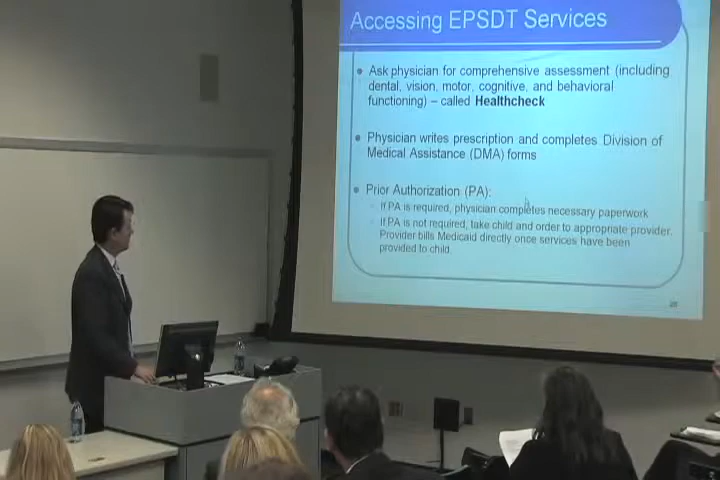 Accessing EPSDT Services
● Ask physician for comprehensive assessment (including
dental, vision, motor, cognitive, and behavioral
functioning) – called Healthcheck
● Physician writes prescription and completes Division of
Medical Assistance (DMA) forms
● Prior Authorization (PA):
If PA is required, physician completes necessary paperwork
If PA is not required, take child and order to appropriate provider.
Provider bills Medicaid directly once services have been
provided to child.